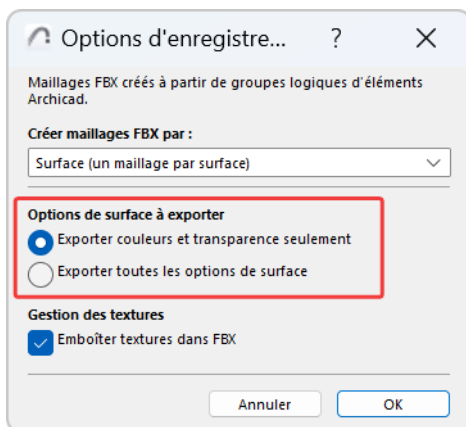 Options d'enregistre... ? ×
Maillages FBX créés à partir de groupes logiques d'éléments
Archicad.
Créer maillages FBX par :
Surface (un maillage par surface)
Options de surface à exporter
Exporter couleurs et transparence seulement
Exporter toutes les options de surface
Gestion des textures
Emboîter textures dans FBX
Annuler OK